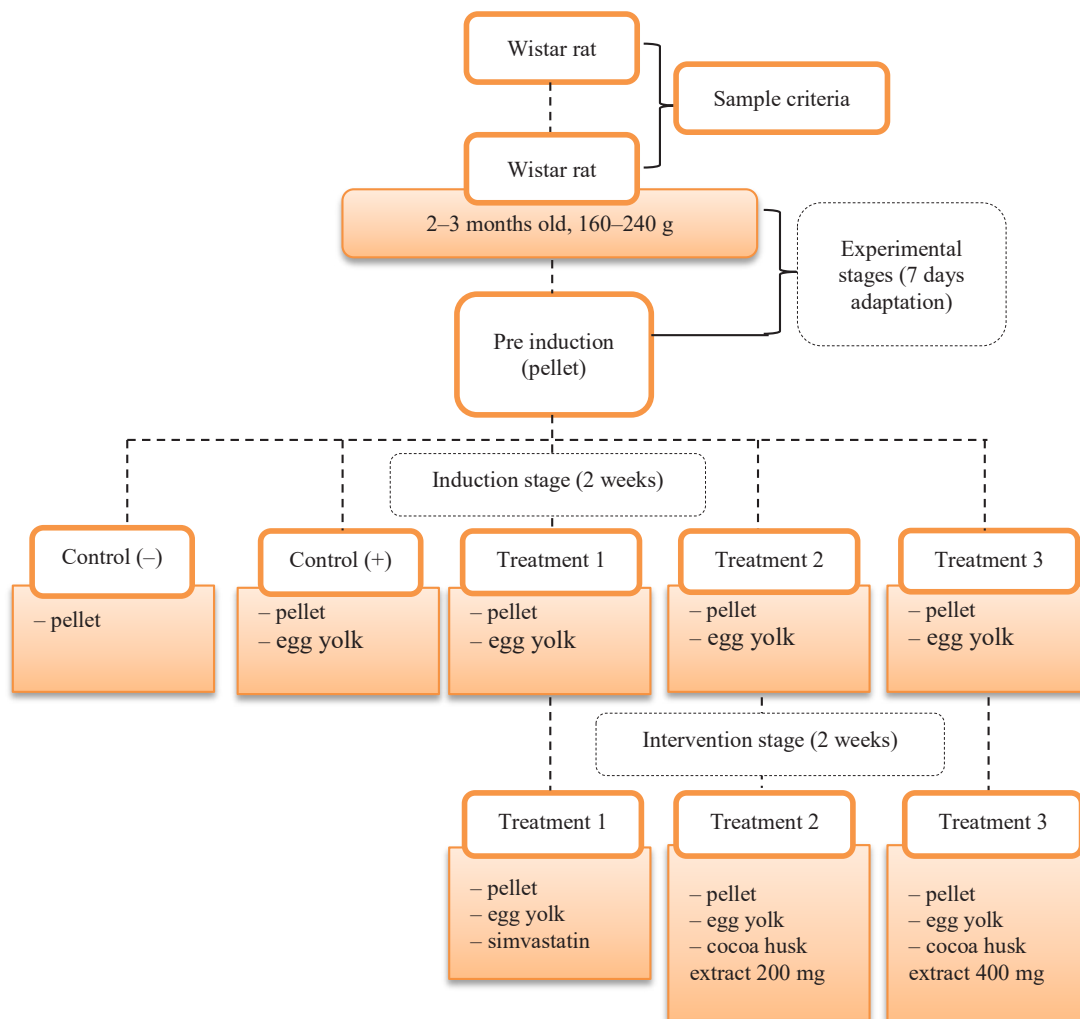 Wistar rat
Sample criteria
Wistar rat
2–3 months old, 160–240 g
Experimental
stages (7 days
adaptation)
Pre induction
(pellet)
Induction stage (2 weeks)
Control (–)
– pellet
Control (+)
– pellet
– egg yolk
Treatment 1
– pellet
– egg yolk
Treatment 2
– pellet
– egg yolk
Treatment 3
– pellet
– egg yolk
Intervention stage (2 weeks)
Treatment 1
– pellet
– egg yolk
– simvastatin
Treatment 2
– pellet
– egg yolk
– cocoa husk
extract 200 mg
Treatment 3
– pellet
– egg yolk
– cocoa husk
extract 400 mg